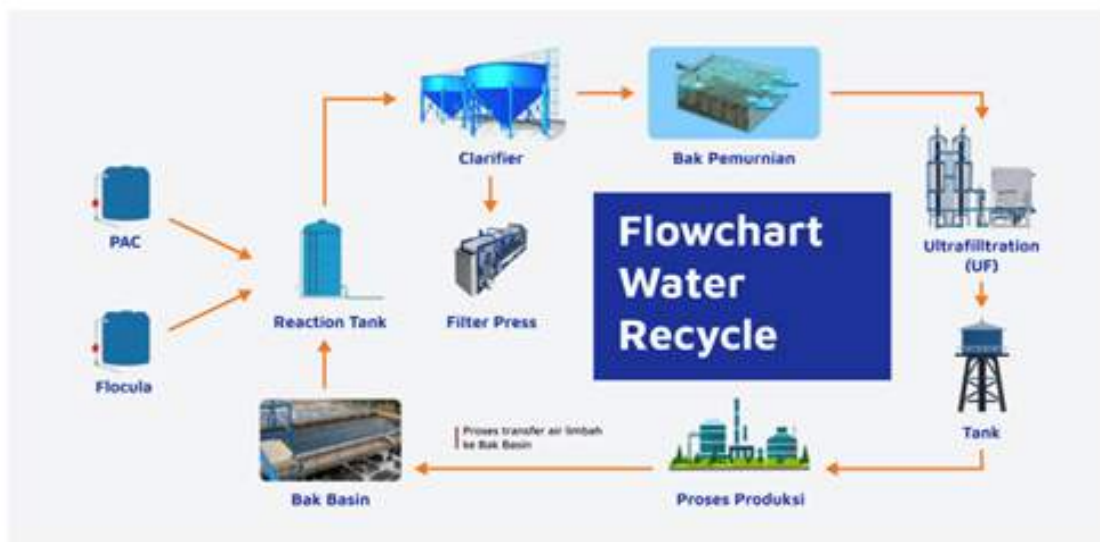 Clarifier
Bak Pemurnian
PAC
Flowchart
Water
Recycle
Ultrafilltration
(UF)
Reaction Tank
Filter Press
Flocula
Proses transfer air limbah
ke Bak Basin
Tank
Bak Basin
Proses Produksi